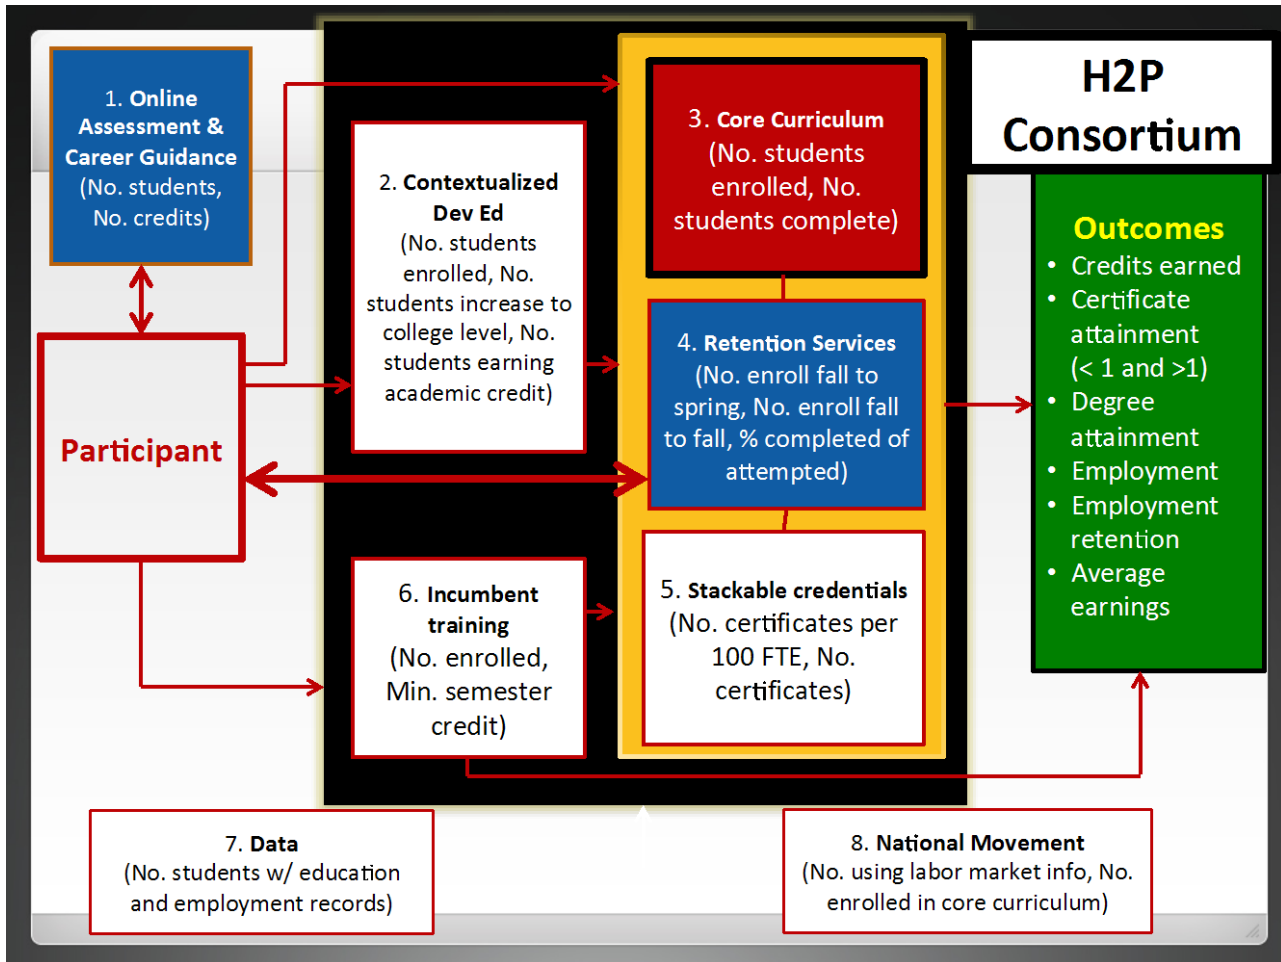 1. Online
Assessment &
Career Guidance
(No. students,
No. credits)
Participant
2. Contextualized
Dev Ed
(No. students
enrolled, No.
students increase to
college level, No.
students earning
academic credit)
6. Incumbent
training
(No. enrolled,
Min. semester
credit)
3. Core Curriculum
(No. students
enrolled, No.
students complete)
4. Retention Services
(No. enroll fall to
spring, No. enroll fall
to fall, % completed of
attempted)
5. Stackable credentials
(No. certificates per
100 FTE, No.
certificates)
H2P
Consortium
Outcomes
• Credits earned
• Certificate
attainment
(< 1 and >1)
• Degree
attainment
• Employment
• Employment
retention
• Average
earnings
7. Data
(No. students w/ education
and employment records)
8. National Movement
(No. using labor market info, No.
enrolled in core curriculum)